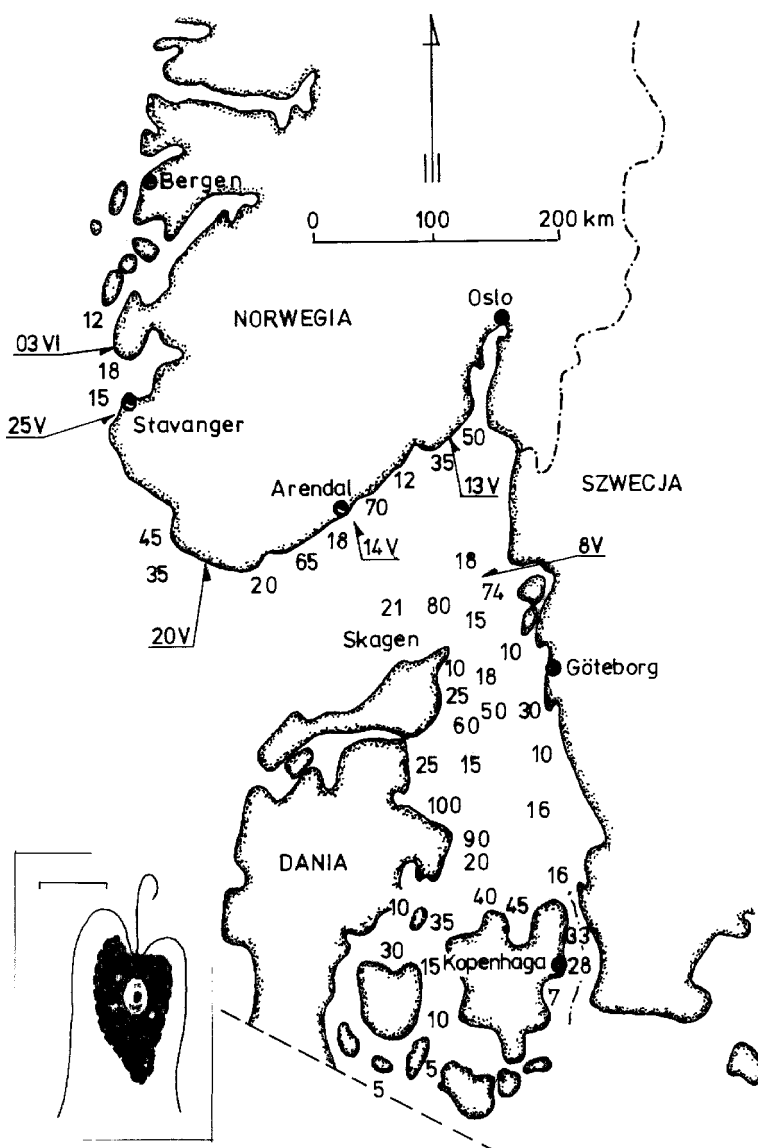 Bergen
0 100 200 km
Oslo
NORWEGIA
12
03 VI
18
15
25V
Stavanger
50
35
13V
12
SZWECJA
Arendal
70
18
14V
45
65
8V
35
20
18
74
20V
21 80
15
Skagen
10
10
18
Göteborg
25
50 30
60
10
25 15
100
16
90
DANIA
20
16
10
40
45
35
33
30
15
Kopenhaga
28
7
10
5
5